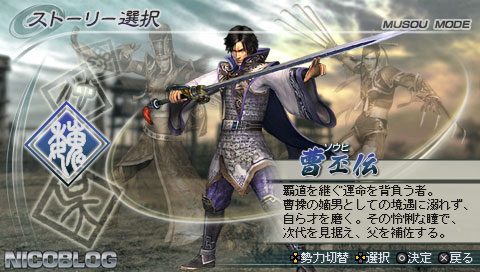 ストーリー選択
MUSOU MODE
魏
ソウヒ
曹丕伝
覇道を継ぐ運命を背負う者。
曹操の嫡男としての境遇に溺れず、
自ら才を磨く。その怜悧な瞳で、
次代を見据え、父を補佐する。
勢力切替 選択 決定 戻る
NICOBLOG